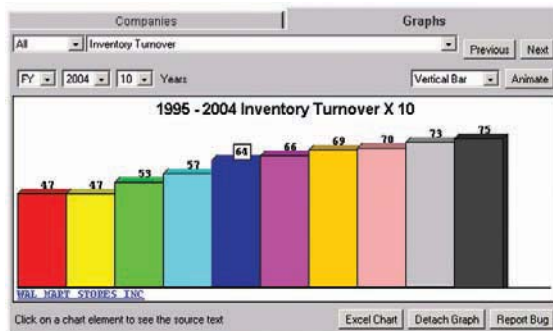 Companies Graphs
All Inventory Turnover Previous Next
FY 2004 10 Years Vertical Bar Animate
1995 - 2004 Inventory Turnover X 10
47 47 53 57 64 66 69 70 73 75
WAL MART STORES INC
Click on a chart element to see the source text Excel Chart Detach Graph Report Bug